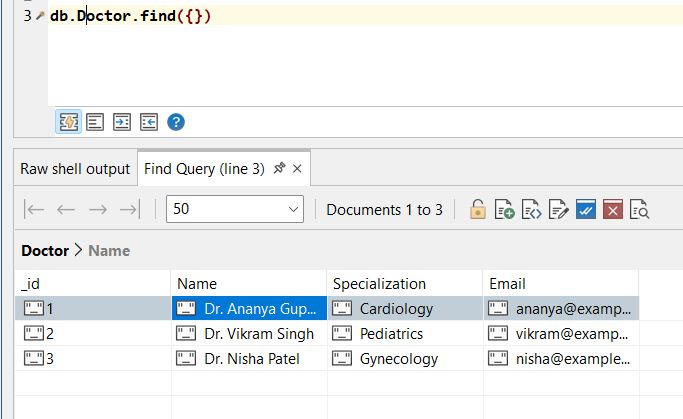 3 db.Doctor.find({})
Raw shell output Find Query (line 3)
50 Documents 1 to 3
Doctor > Name
_id Name Specialization Email
1 Dr. Ananya Gup... Cardiology ananya@examp...
2 Dr. Vikram Singh Pediatrics vikram@examp...
3 Dr. Nisha Patel Gynecology nisha@example...